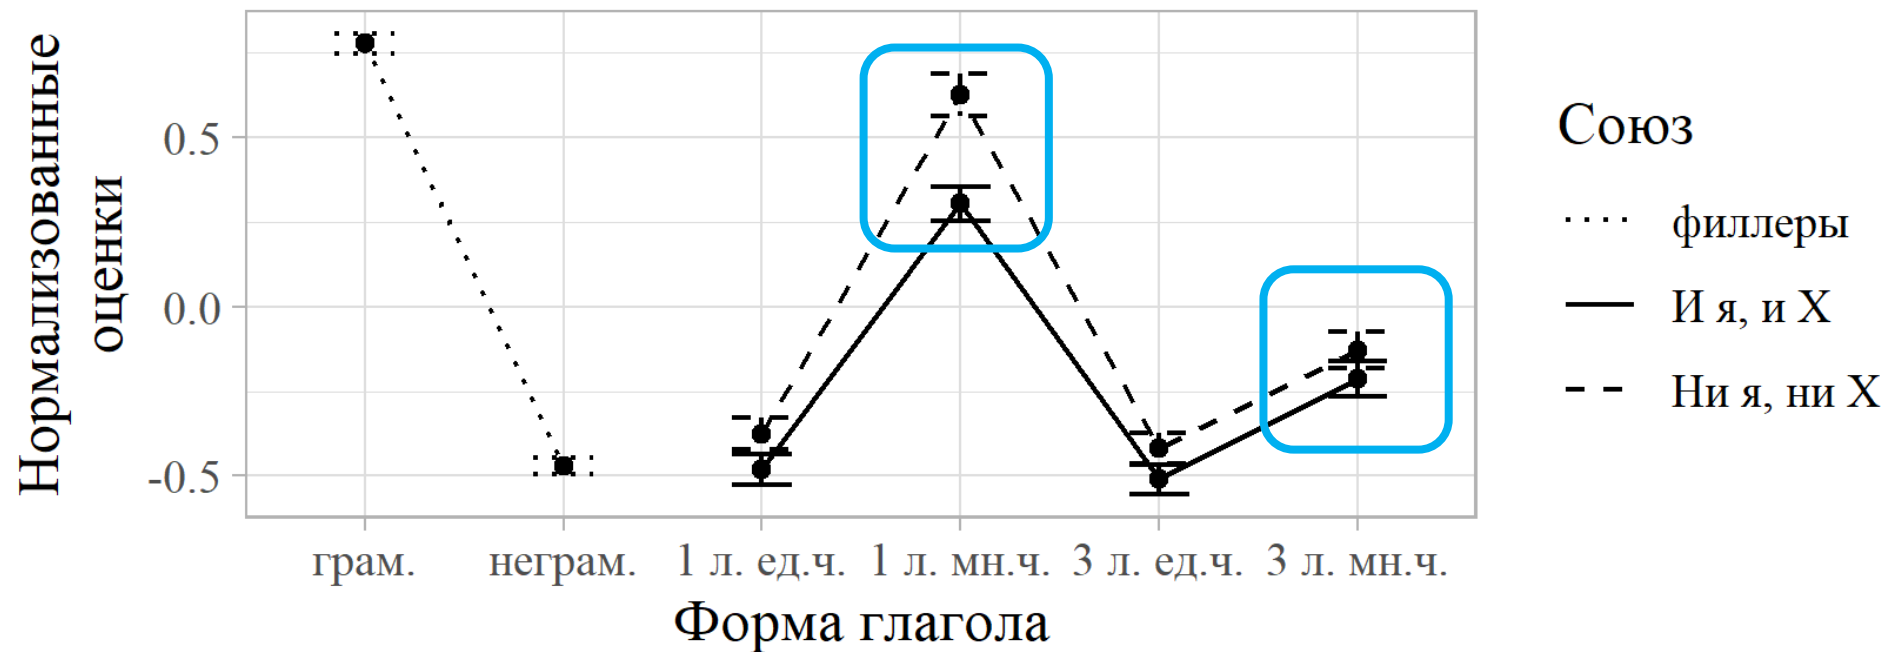 Нормализованные
оценки
0.5
0.0
-0.5
грам.
неграм.
1 л. ед.ч.
1 л. мн.ч.
3 л. ед.ч.
3 л. мн.ч.
Форма глагола
Союз
филлеры
И я, и Х
Ни я, ни Х